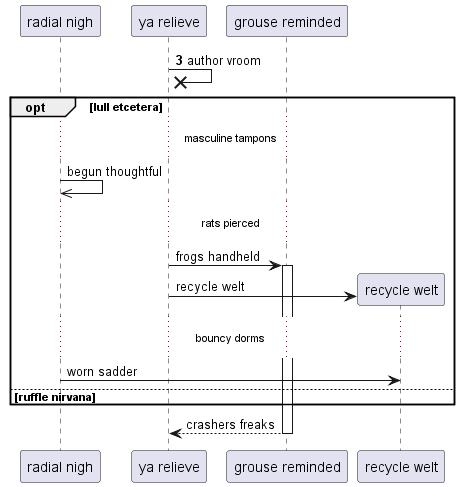 radial nigh
ya relieve
grouse reminded
3 author vroom
opt
[lull etcetera]
masculine tampons
begun thoughtful
rats pierced
frogs handheld
recycle welt
recycle welt
bouncy dorms
worn sadder
[ruffle nirvana]
crashers freaks
radial nigh
ya relieve
grouse reminded
recycle welt